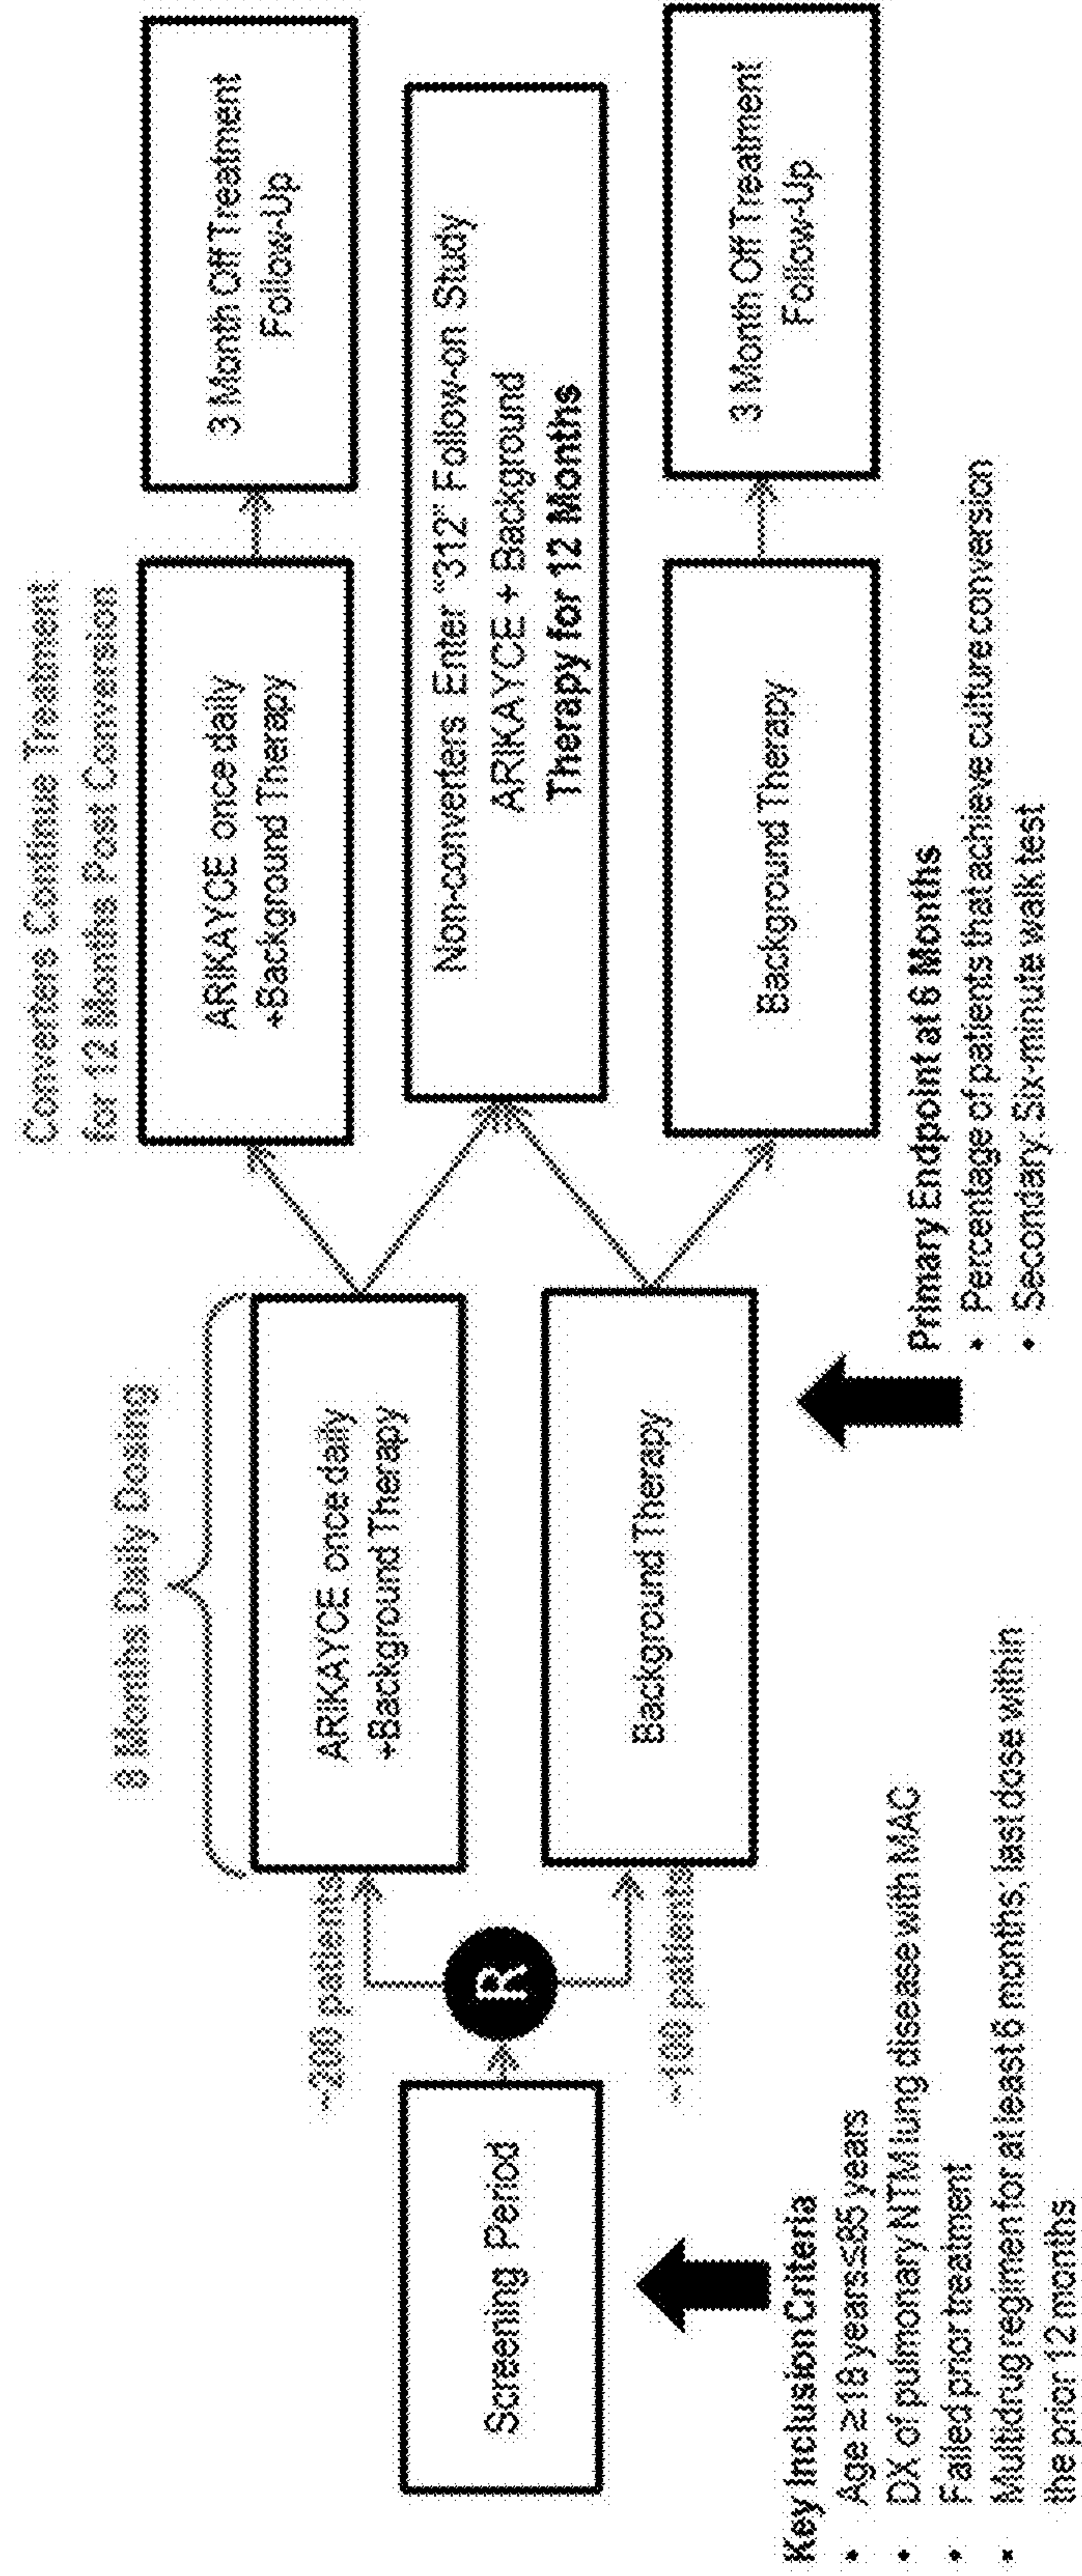 Converters Continue Treatment
for 12 Months Post Conversion
8 Months Daily Dosing
Screening Period
R
~200 patients
~100 patients
ARIKAYCE once daily
+Background Therapy
Background Therapy
ARIKAYCE once daily
+Background Therapy
Non-converters Enter "312" Follow-on Study
ARIKAYCE + Background
Therapy for 12 Months
Background Therapy
3 Month Off Treatment
Follow-Up
3 Month Off Treatment
Follow-Up
Key Inclusion Criteria
• Age ≥18 years≤85 years
• DX of pulmonary NTM lung disease with MAC
• Failed prior treatment
• Multidrug regimen for at least 6 months; last dose within
the prior 12 months
Primary Endpoint at 6 Months
• Percentage of patients that achieve culture conversion
• Secondary: Six-minute walk test